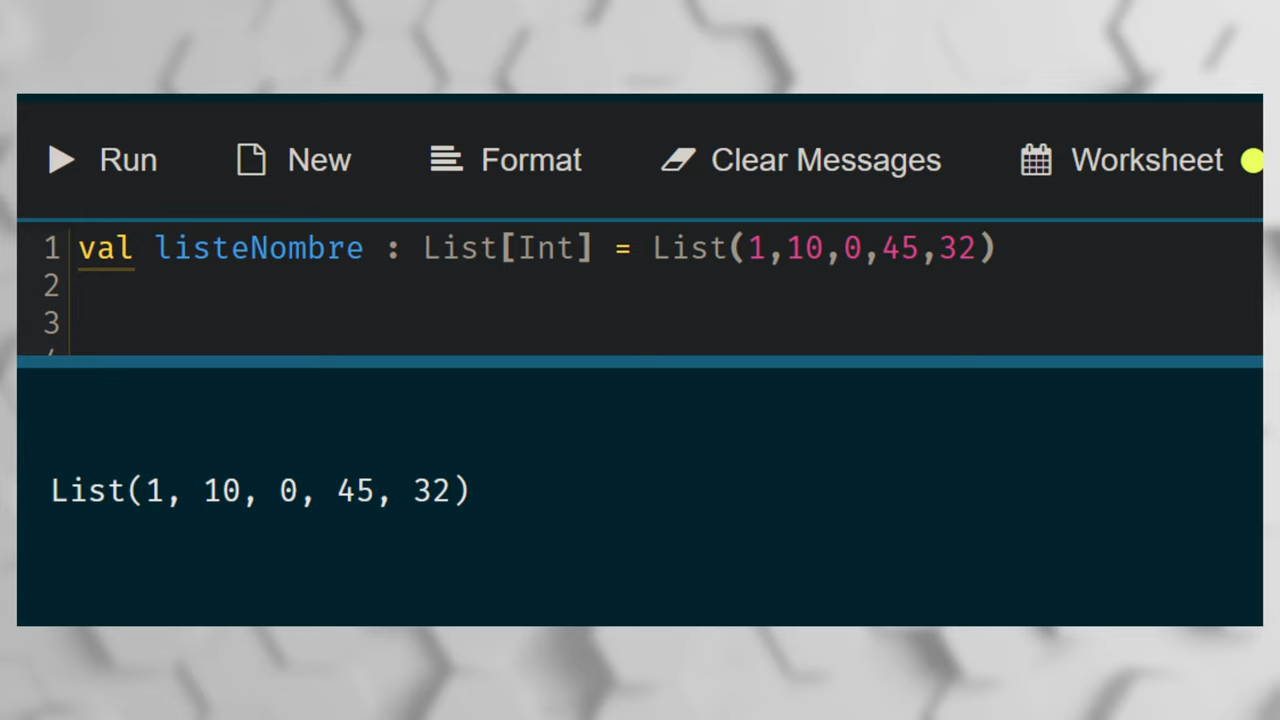 Run New Format Clear Messages Worksheet
1 val listeNombre : List[Int] = List(1,10,0,45,32)
2
3
List(1, 10, 0, 45, 32)